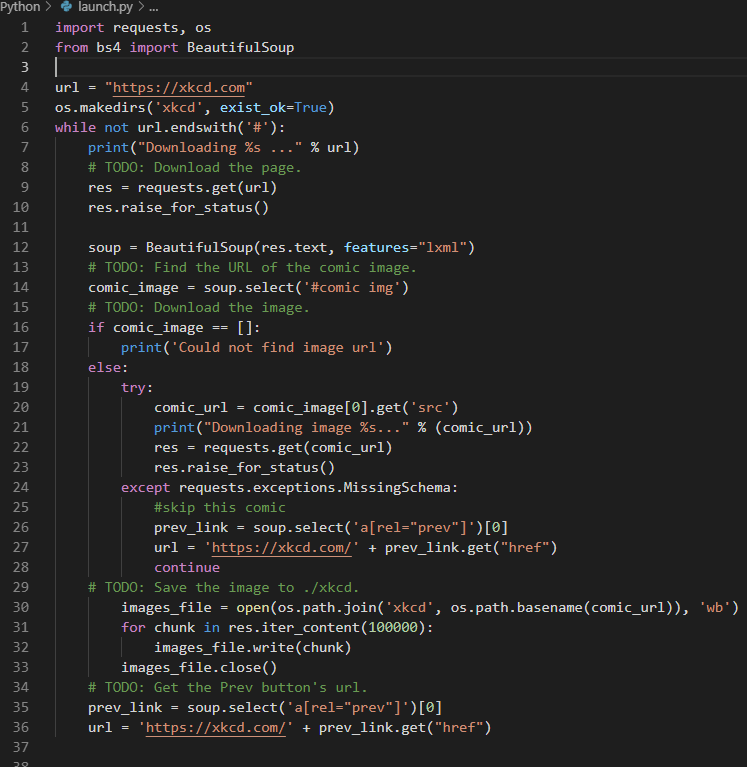 Python > launch.py > ...
1 import requests, os
2 from bs4 import BeautifulSoup
3
4 url = "https://xkcd.com"
5 os.makedirs('xkcd', exist_ok=True)
6 while not url.endswith('#'):
7     print("Downloading %s ..." % url)
8     # TODO: Download the page.
9     res = requests.get(url)
10     res.raise_for_status()
11
12     soup = BeautifulSoup(res.text, features="lxml")
13     # TODO: Find the URL of the comic image.
14     comic_image = soup.select('#comic img')
15     # TODO: Download the image.
16     if comic_image == []:
17         print('Could not find image url')
18     else:
19         try:
20             comic_url = comic_image[0].get('src')
21             print("Downloading image %s..." % (comic_url))
22             res = requests.get(comic_url)
23             res.raise_for_status()
24         except requests.exceptions.MissingSchema:
25             #skip this comic
26             prev_link = soup.select('a[rel="prev"]')[0]
27             url = 'https://xkcd.com/' + prev_link.get("href")
28             continue
29     # TODO: Save the image to ./xkcd.
30         images_file = open(os.path.join('xkcd', os.path.basename(comic_url)), 'wb')
31         for chunk in res.iter_content(100000):
32             images_file.write(chunk)
33         images_file.close()
34     # TODO: Get the Prev button's url.
35     prev_link = soup.select('a[rel="prev"]')[0]
36     url = 'https://xkcd.com/' + prev_link.get("href")
37
38